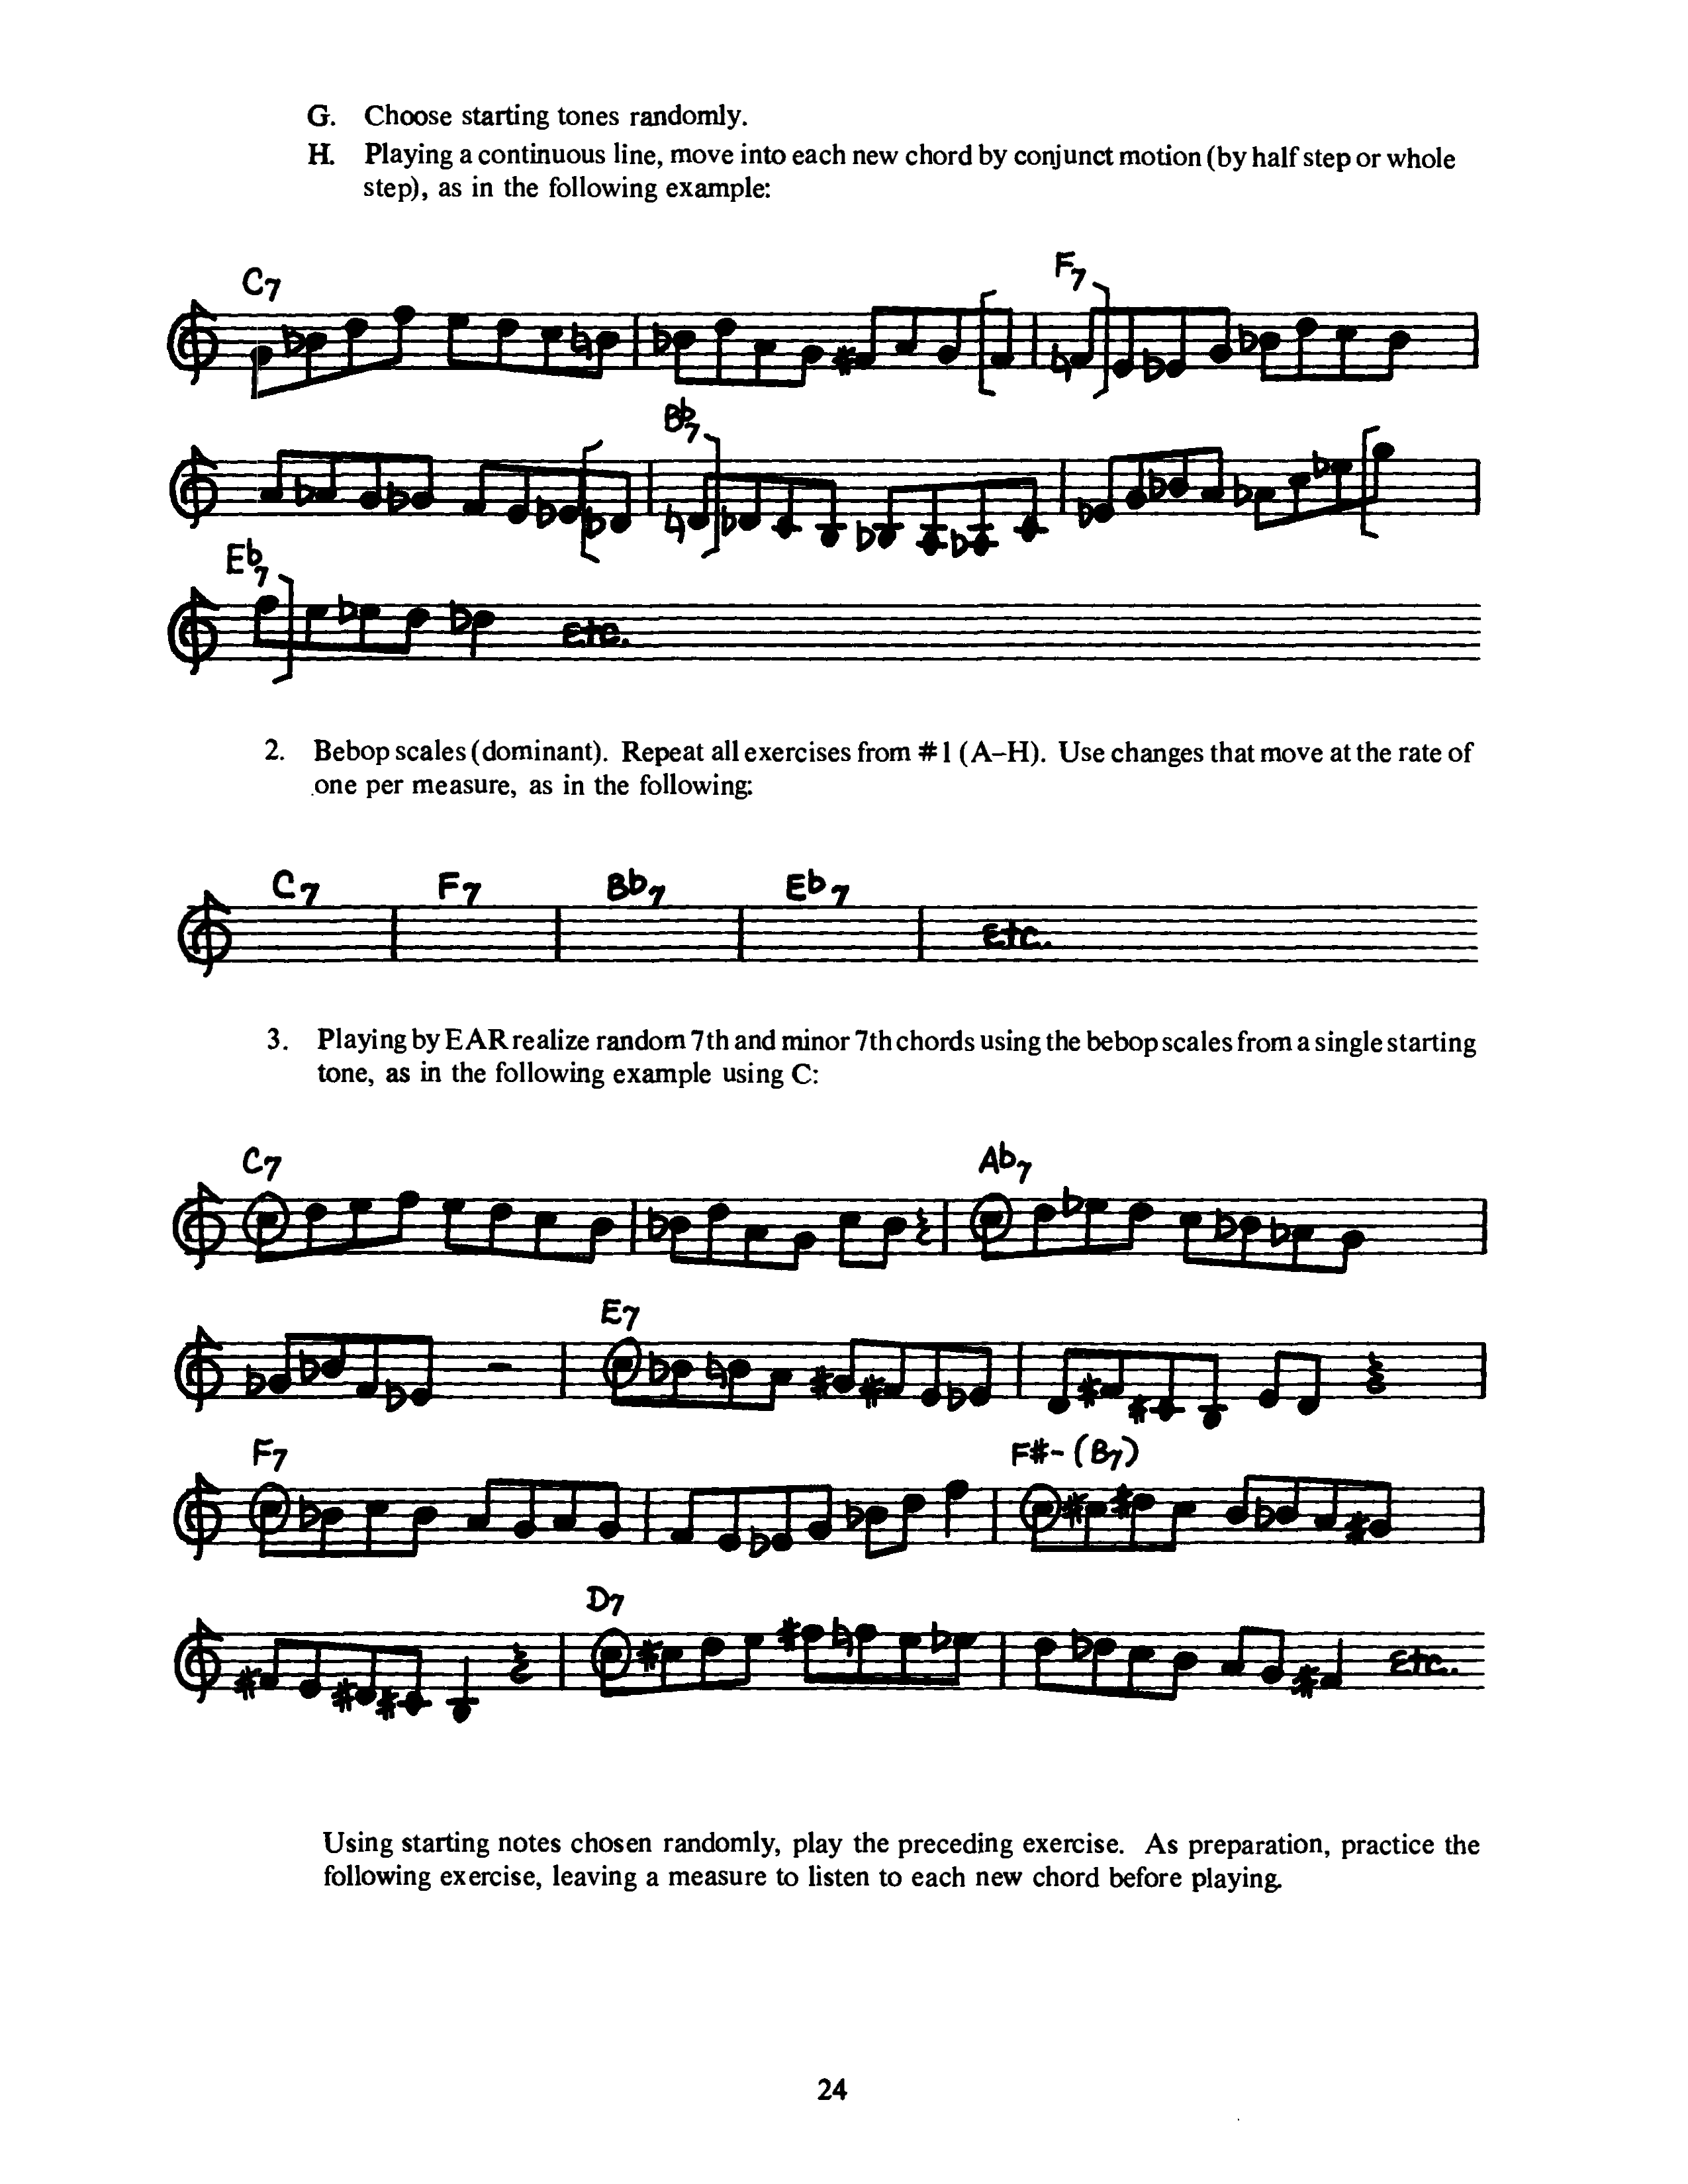 G. Choose starting tones randomly.
H. Playing a continuous line, move into each new chord by conjunct motion (by half step or whole
step), as in the following example:
C7 F7
Bb7
Eb7
Etc.
2. Bebop scales (dominant). Repeat all exercises from #1 (A–H). Use changes that move at the rate of
one per measure, as in the following:
C7 F7 Bb7 Eb7
Etc.
3. Playing by EAR realize random 7th and minor 7th chords using the bebop scales from a single starting
tone, as in the following example using C:
C7 Ab7
E7
F7 F#-(B7)
D7
Etc.
Using starting notes chosen randomly, play the preceding exercise. As preparation, practice the
following exercise, leaving a measure to listen to each new chord before playing.
24